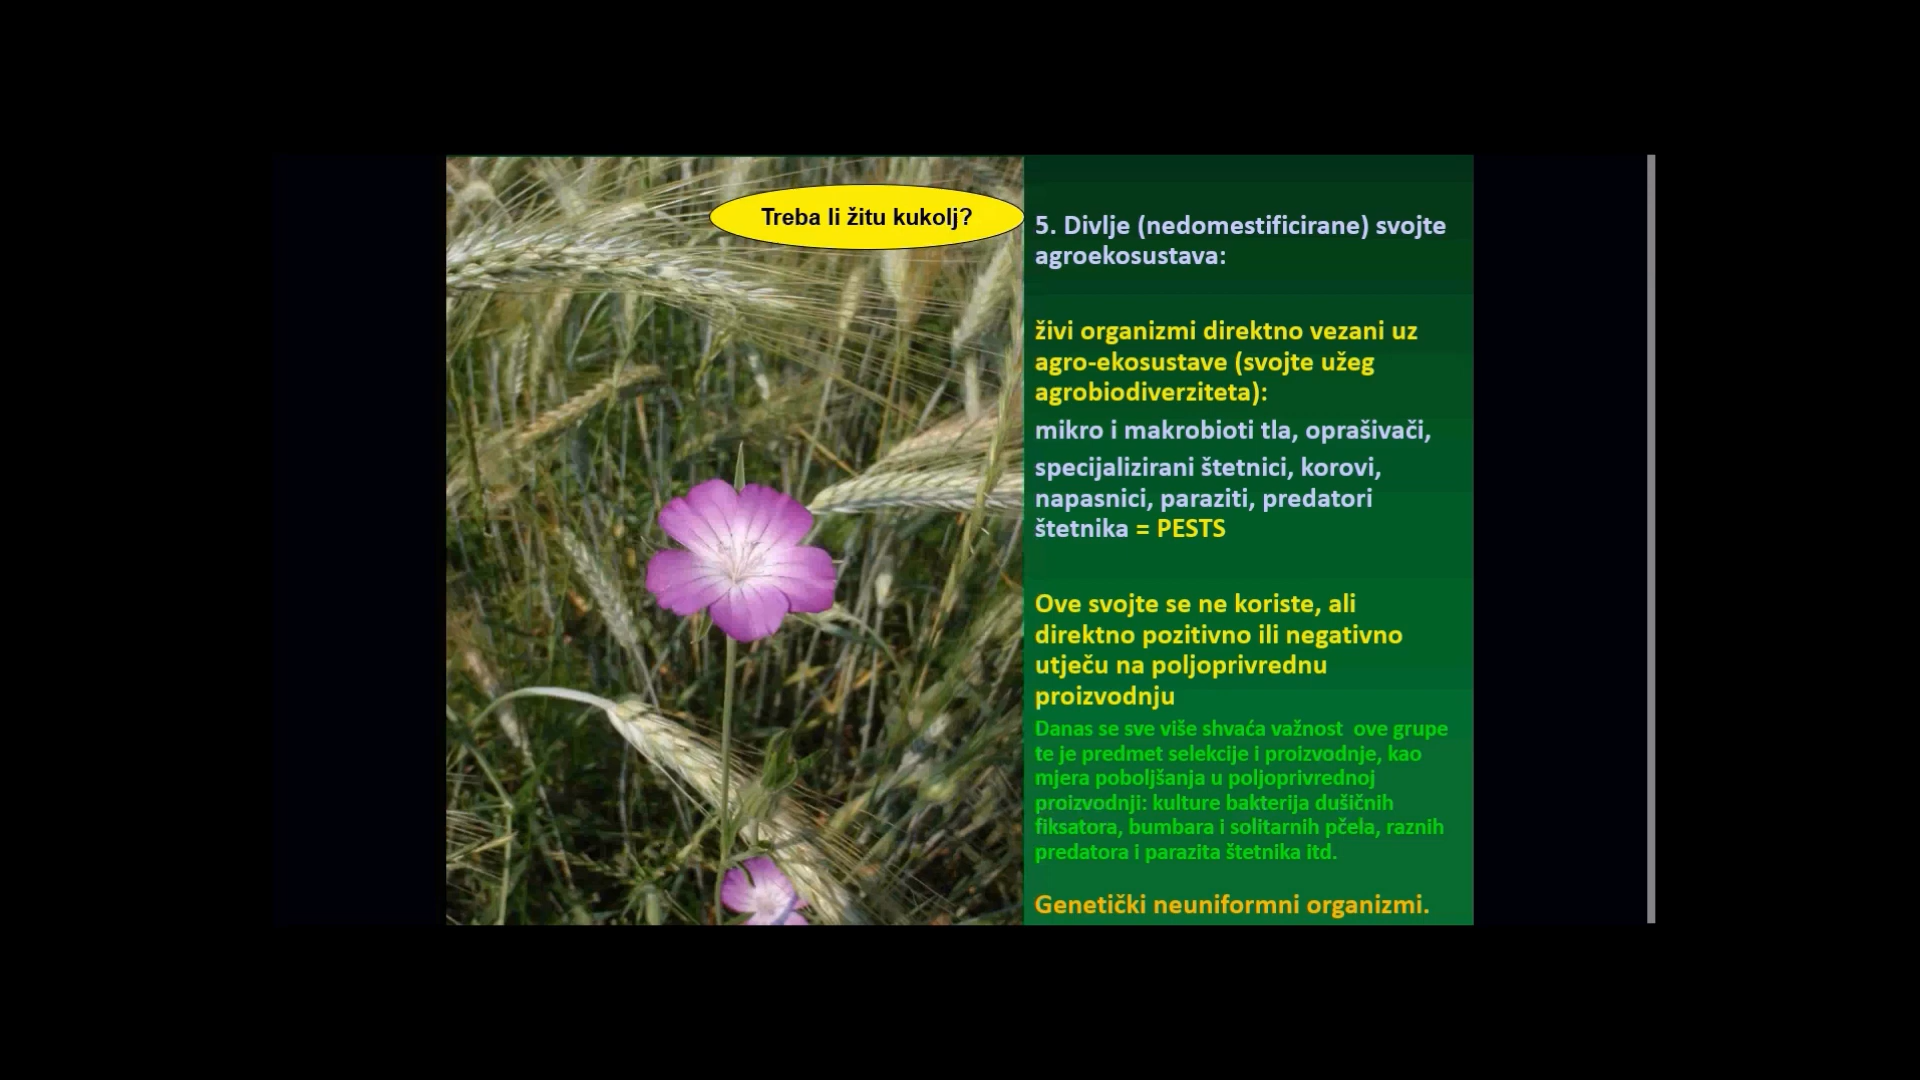 Treba li žitu kukolj?
5. Divlje (nedomestificirane) svojte
agroekosustava:
živi organizmi direktno vezani uz
agro-ekosustave (svojte užeg
agrobiodiverziteta):
mikro i makrobioti tla, oprašivači,
specijalizirani štetnici, korovi,
napasnici, paraziti, predatori
štetnika = PESTS
Ove svojte se ne koriste, ali
direktno pozitivno ili negativno
utječu na poljoprivrednu
proizvodnju
Danas se sve više shvaća važnost  ove grupe
te je predmet selekcije i proizvodnje, kao
mjera poboljšanja u poljoprivrednoj
proizvodnji: kulture bakterija dušičnih
fiksatora, bumbara i solitarnih pčela, raznih
predatora i parazita štetnika itd.
Genetički neuniformni organizmi.